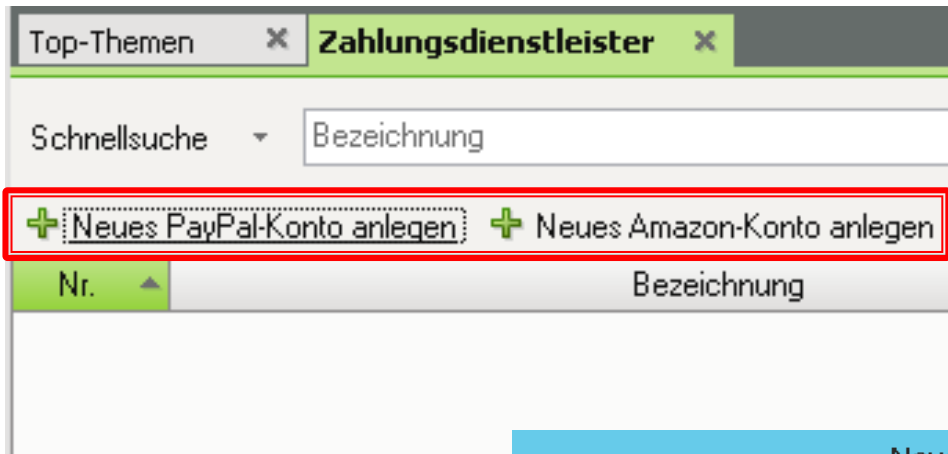 Top-Themen Zahlungsdienstleister
Schnellsuche Bezeichnung
Neues PayPal-Konto anlegen Neues Amazon-Konto anlegen
Nr. Bezeichnung